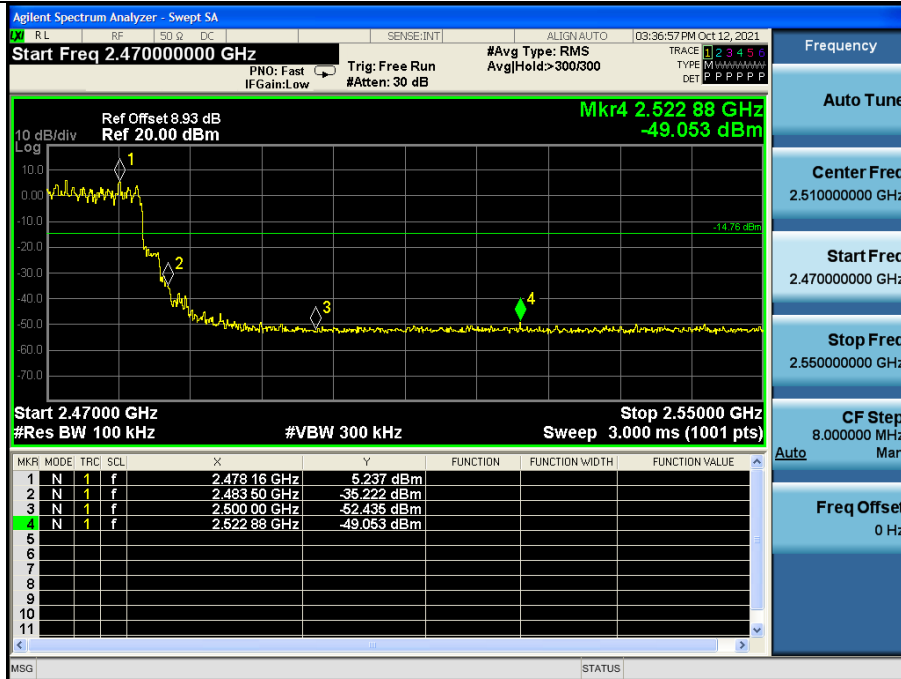 Agilent Spectrum Analyzer - Swept SA
LXI RL RF 50 Ω DC SENSE:INT ALIGN AUTO 03:36:57 PM Oct 12, 2021
Start Freq 2.470000000 GHz
PNO: Fast
IFGain:Low
Trig: Free Run
#Atten: 30 dB
#Avg Type: RMS
Avg|Hold:>300/300
TRACE 1 2 3 4 5 6
TYPE MWWWWW
DET P P P P P P
Ref Offset 8.93 dB
10 dB/div Ref 20.00 dBm
Log
Mkr4 2.522 88 GHz
-49.053 dBm
10.0
0.00
-10.0
-20.0
-30.0
-40.0
-50.0
-60.0
-70.0
1
2
3
4
-14.76 dBm
Start 2.47000 GHz Stop 2.55000 GHz
#Res BW 100 kHz #VBW 300 kHz Sweep 3.000 ms (1001 pts)
MKR MODE TRC SCL X Y FUNCTION FUNCTION WIDTH FUNCTION VALUE
1 N 1 f 2.478 16 GHz 5.237 dBm
2 N 1 f 2.483 50 GHz -35.222 dBm
3 N 1 f 2.500 00 GHz -52.435 dBm
4 N 1 f 2.522 88 GHz -49.053 dBm
5
6
7
8
9
10
11
MSG STATUS
Frequency
Auto Tune
Center Freq
2.510000000 GHz
Start Freq
2.470000000 GHz
Stop Freq
2.550000000 GHz
CF Step
8.000000 MHz
Auto Man
Freq Offset
0 Hz